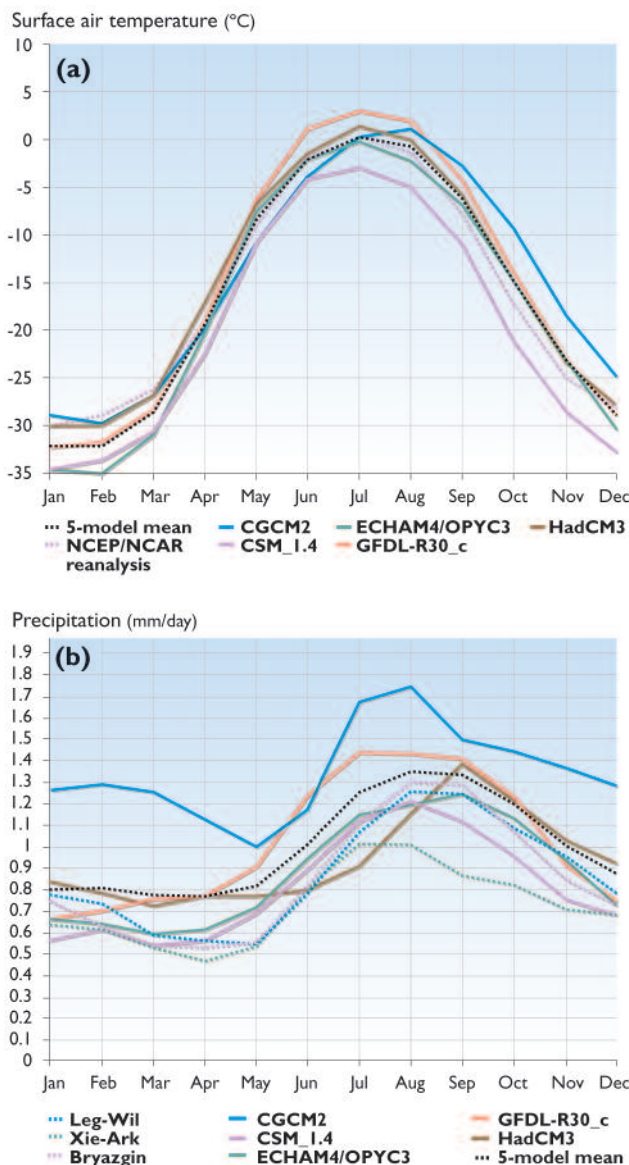 Surface air temperature (ºC)
10
(a)
5
0
-5
-10
-15
-20
-25
-30
-35
Jan Feb Mar Apr May Jun Jul Aug Sep Oct Nov Dec
5-model mean CGCM2 ECHAM4/OPYC3 HadCM3
NCEP/NCAR CSM_1.4 GFDL-R30_c
reanalysis
Precipitation (mm/day)
1.9
(b)
1.8
1.7
1.6
1.5
1.4
1.3
1.2
1.1
1
0.9
0.8
0.7
0.6
0.5
0.4
0.3
0.2
0.1
0
Jan Feb Mar Apr May Jun Jul Aug Sep Oct Nov Dec
Leg-Wil CGCM2 GFDL-R30_c
Xie-Ark CSM_1.4 HadCM3
Bryazgin ECHAM4/OPYC3 5-model mean